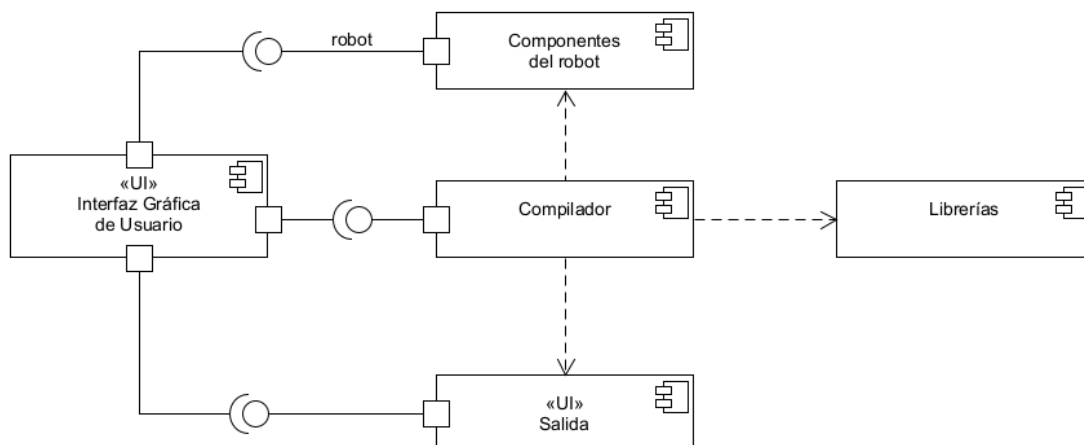 robot
Componentes
del robot
«UI»
Interfaz Gráfica
de Usuario
Compilador
Librerías
«UI»
Salida